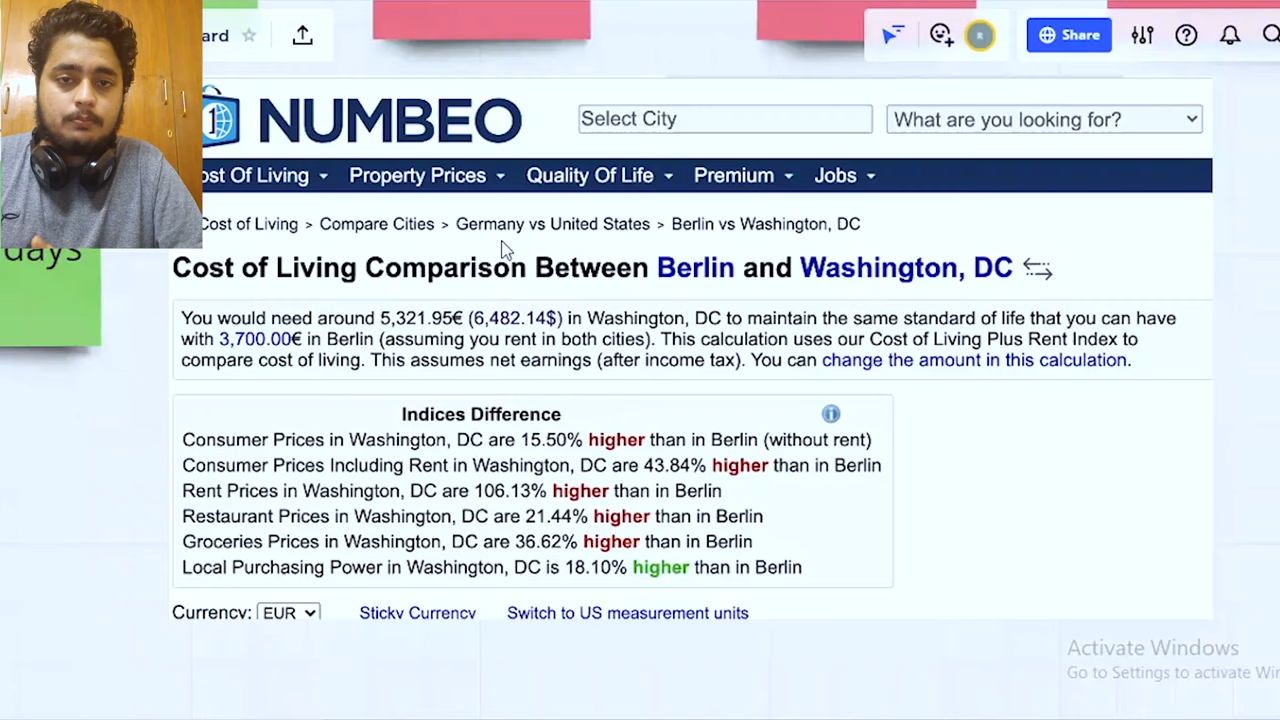 ard
Share
NUMBEO
Select City
What are you looking for?
ost Of Living
Property Prices
Quality Of Life
Premium
Jobs
Cost of Living > Compare Cities > Germany vs United States > Berlin vs Washington, DC
days
Cost of Living Comparison Between Berlin and Washington, DC
You would need around 5,321.95€ (6,482.14$) in Washington, DC to maintain the same standard of life that you can have
with 3,700.00€ in Berlin (assuming you rent in both cities). This calculation uses our Cost of Living Plus Rent Index to
compare cost of living. This assumes net earnings (after income tax). You can change the amount in this calculation.
Indices Difference
Consumer Prices in Washington, DC are 15.50% higher than in Berlin (without rent)
Consumer Prices Including Rent in Washington, DC are 43.84% higher than in Berlin
Rent Prices in Washington, DC are 106.13% higher than in Berlin
Restaurant Prices in Washington, DC are 21.44% higher than in Berlin
Groceries Prices in Washington, DC are 36.62% higher than in Berlin
Local Purchasing Power in Washington, DC is 18.10% higher than in Berlin
Currency: EUR
Sticky Currency
Switch to US measurement units
Activate Windows
Go to Settings to activate Win